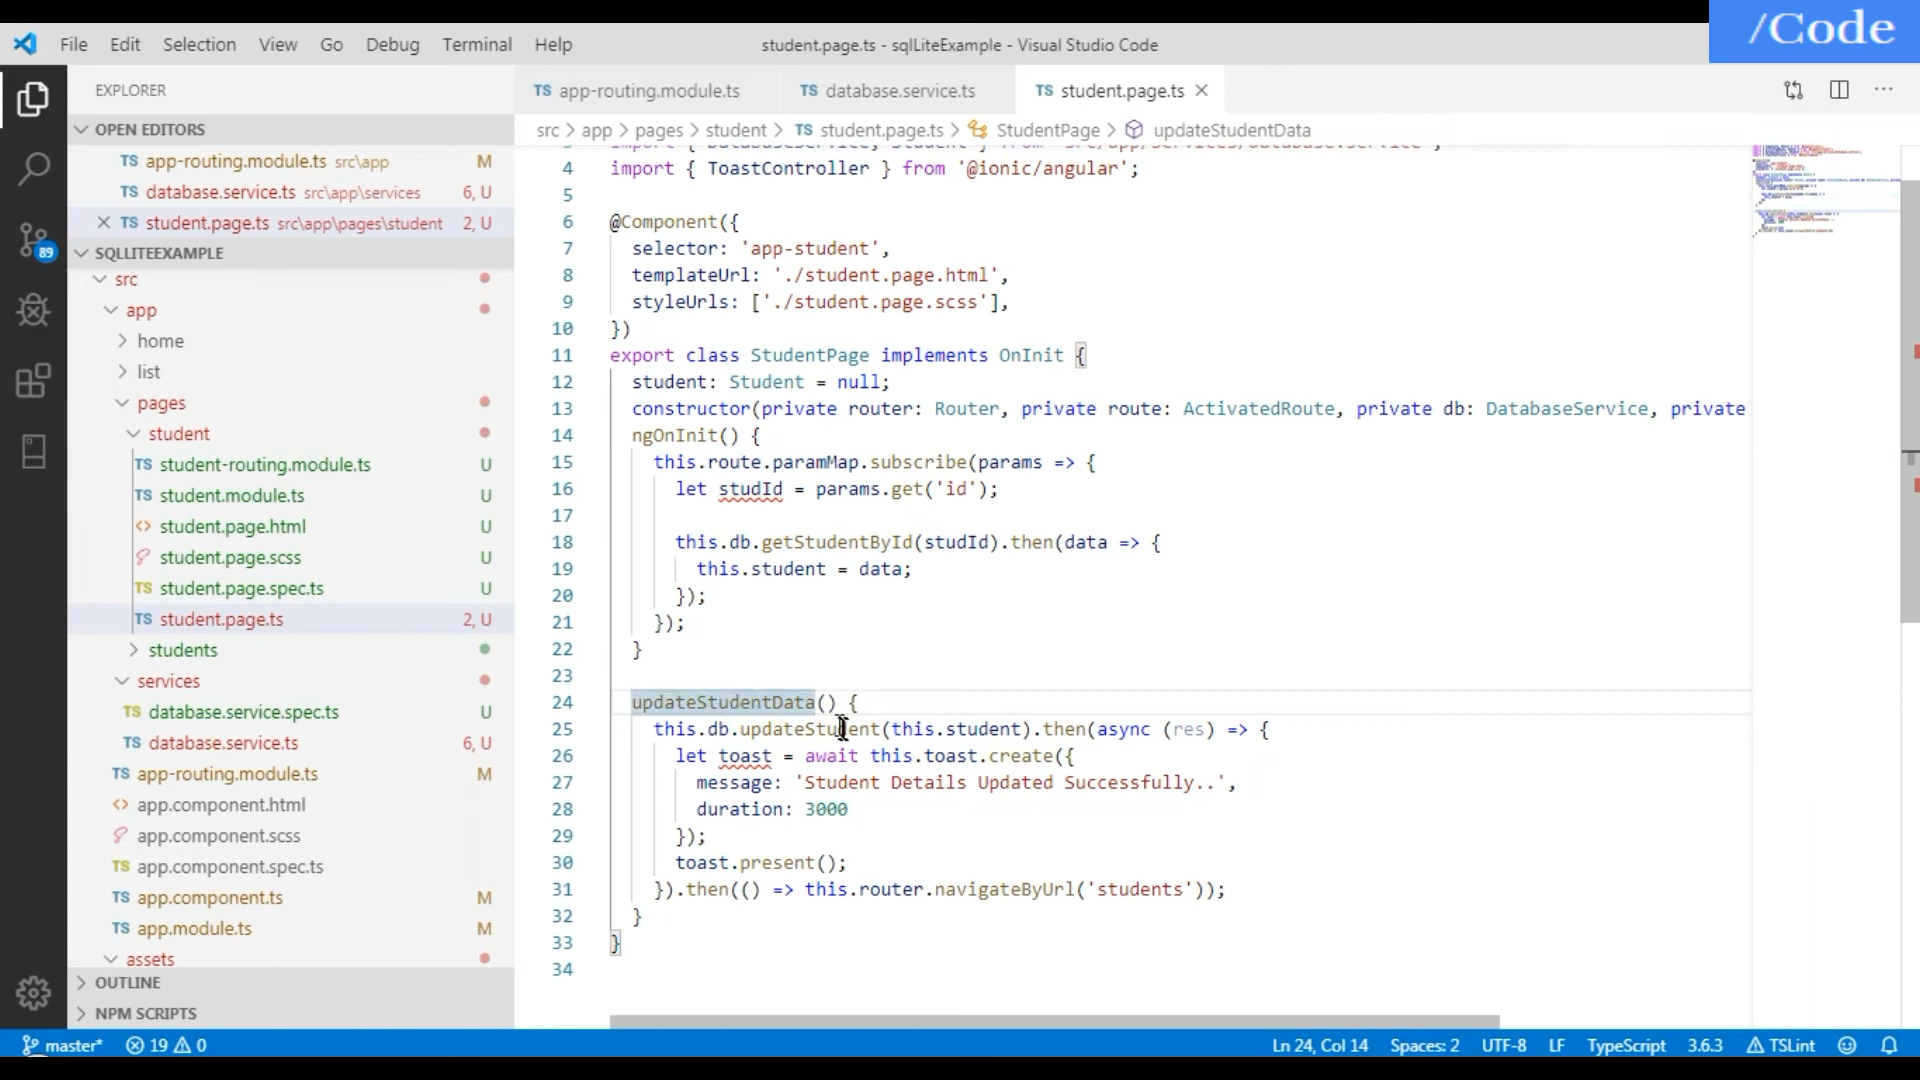 /Code
File Edit Selection View Go Debug Terminal Help
student.page.ts - sqlLiteExample - Visual Studio Code
EXPLORER
OPEN EDITORS
TS app-routing.module.ts src\app M
TS database.service.ts src\app\services 6, U
TS student.page.ts src\app\pages\student 2, U
SQLLITEEXAMPLE
src
app
home
list
pages
student
TS student-routing.module.ts U
TS student.module.ts U
<> student.page.html U
student.page.scss U
TS student.page.spec.ts U
TS student.page.ts 2, U
students
services
TS database.service.spec.ts U
TS database.service.ts 6, U
TS app-routing.module.ts M
<> app.component.html
app.component.scss
TS app.component.spec.ts
TS app.component.ts M
TS app.module.ts M
assets
OUTLINE
NPM SCRIPTS
89
TS app-routing.module.ts TS database.service.ts TS student.page.ts
src > app > pages > student > TS student.page.ts > StudentPage > updateStudentData
4 import { ToastController } from '@ionic/angular';
5
6 @Component({
7 selector: 'app-student',
8 templateUrl: './student.page.html',
9 styleUrls: ['./student.page.scss'],
10 })
11 export class StudentPage implements OnInit {
12 student: Student = null;
13 constructor(private router: Router, private route: ActivatedRoute, private db: DatabaseService, private
14 ngOnInit() {
15 this.route.paramMap.subscribe(params => {
16 let studId = params.get('id');
17
18 this.db.getStudentById(studId).then(data => {
19 this.student = data;
20 });
21 });
22 }
23
24 updateStudentData() {
25 this.db.updateStudent(this.student).then(async (res) => {
26 let toast = await this.toast.create({
27 message: 'Student Details Updated Successfully..',
28 duration: 3000
29 });
30 toast.present();
31 }).then(() => this.router.navigateByUrl('students'));
32 }
33 }
34
master* 19 0 Ln 24, Col 14 Spaces: 2 UTF-8 LF TypeScript 3.6.3 TSLint